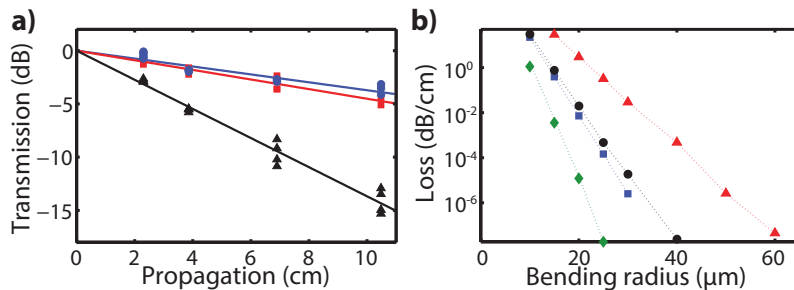 a)
Transmission (dB)
0
−5
−10
−15
0 2 4 6 8 10
Propagation (cm)
b)
Loss (dB/cm)
10^0
10^-2
10^-4
10^-6
0 20 40 60
Bending radius (μm)